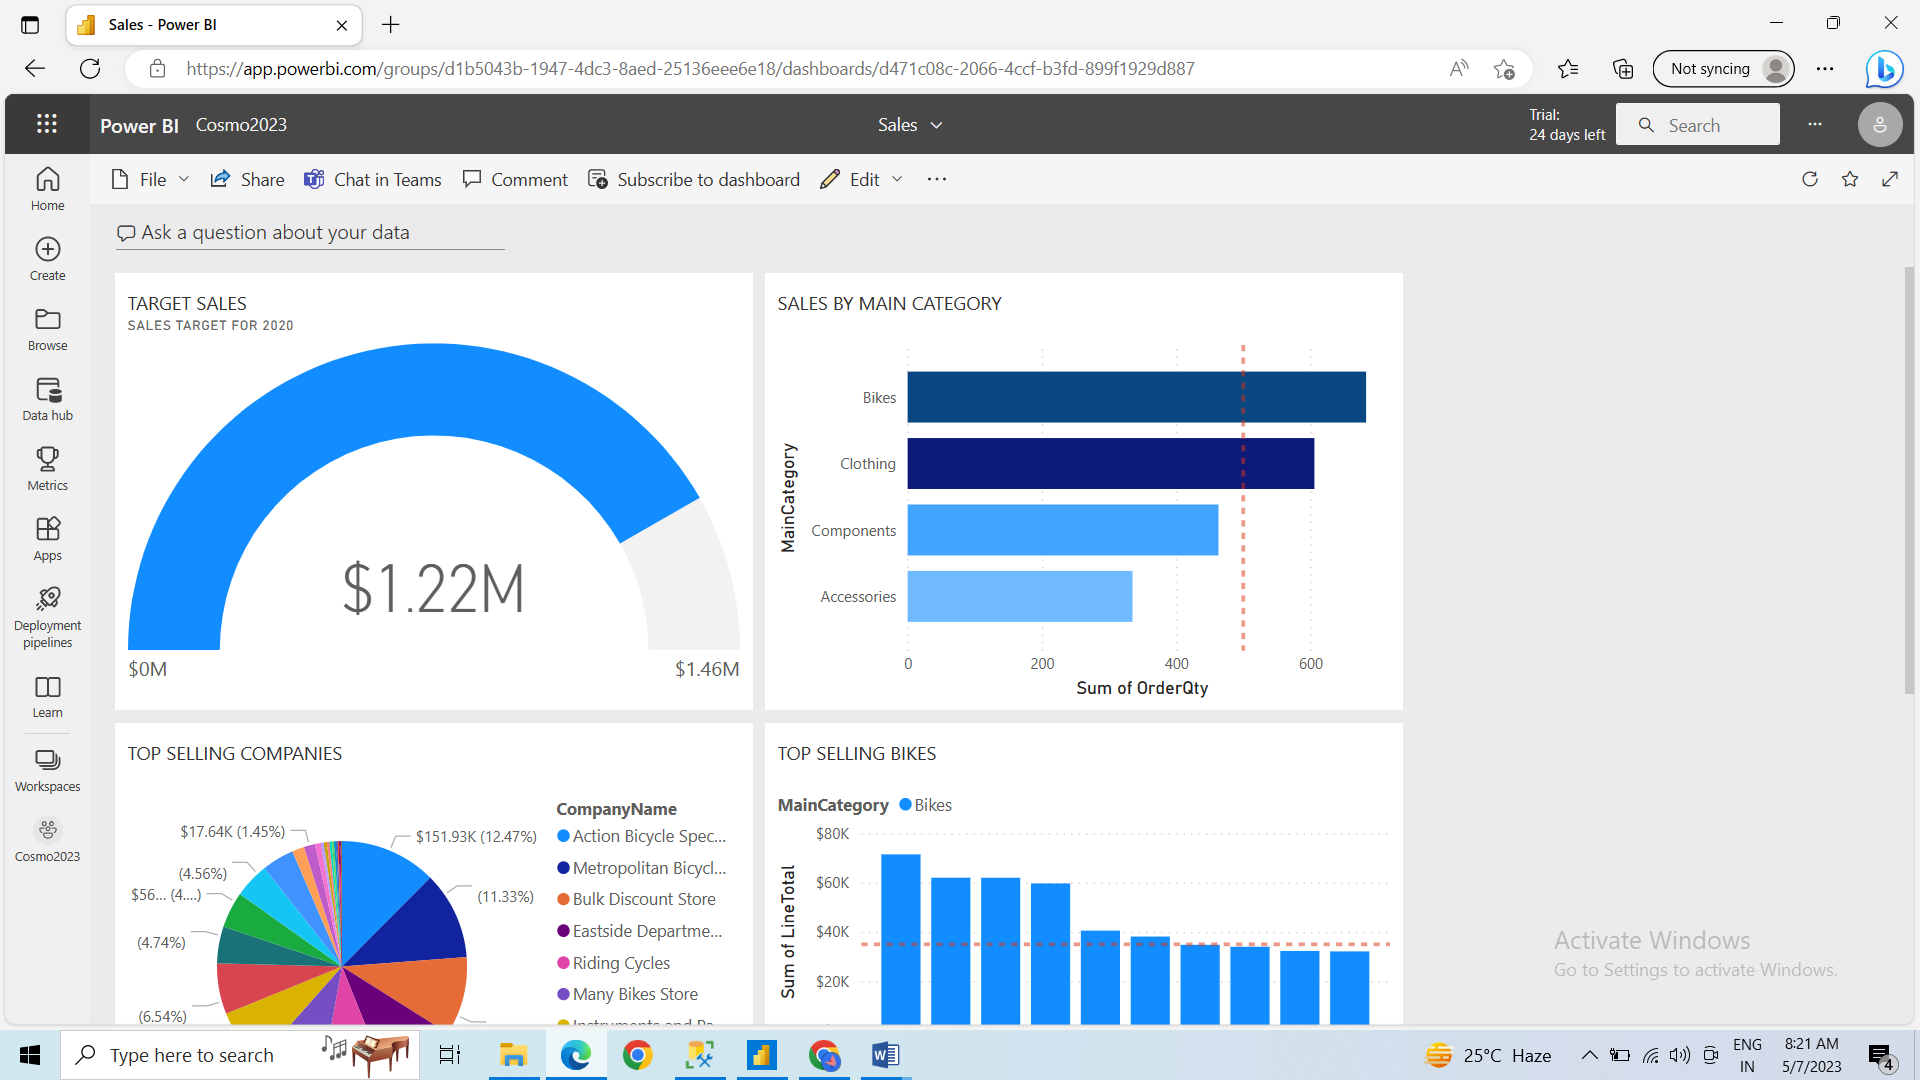 Sales - Power BI
https://app.powerbi.com/groups/d1b5043b-1947-4dc3-8aed-25136eee6e18/dashboards/d471c08c-2066-4ccf-b3fd-899f1929d887
Not syncing
Power BI Cosmo2023
Sales
Trial:
24 days left
Search
Home
Create
Browse
Data hub
Metrics
Apps
Deployment
pipelines
Learn
Workspaces
Cosmo2023
File Share Chat in Teams Comment Subscribe to dashboard Edit
Ask a question about your data
TARGET SALES
SALES TARGET FOR 2020
$1.22M
$0M $1.46M
SALES BY MAIN CATEGORY
MainCategory
Bikes
Clothing
Components
Accessories
0 200 400 600
Sum of OrderQty
TOP SELLING COMPANIES
$17.64K (1.45%)
$151.93K (12.47%)
(4.56%)
$56... (4....)
(11.33%)
(4.74%)
(6.54%)
CompanyName
Action Bicycle Spec...
Metropolitan Bicycl...
Bulk Discount Store
Eastside Departme...
Riding Cycles
Many Bikes Store
TOP SELLING BIKES
MainCategory Bikes
Sum of LineTotal
$80K
$60K
$40K
$20K
Activate Windows
Go to Settings to activate Windows.
Type here to search
25°C Haze
ENG
IN
8:21 AM
5/7/2023
4